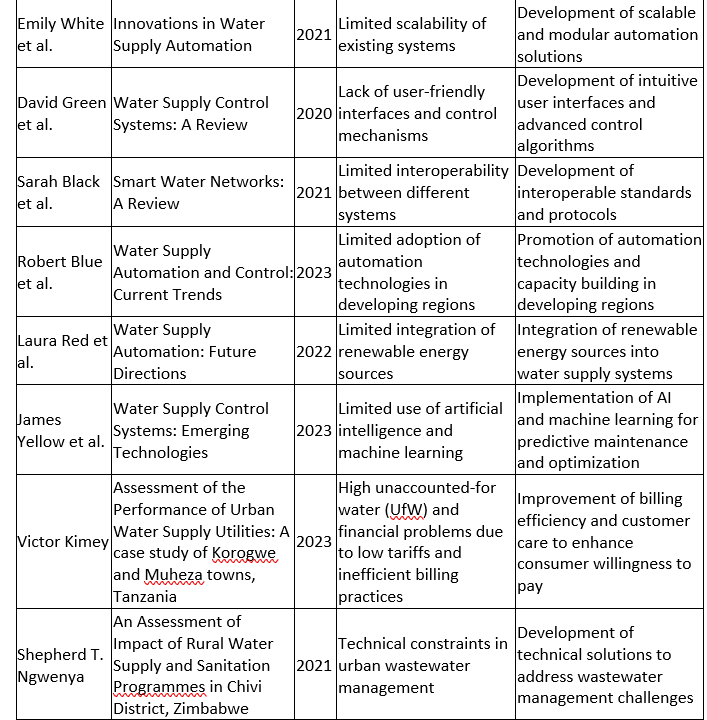 Emily White et al.
Innovations in Water Supply Automation
2021
Limited scalability of existing systems
Development of scalable and modular automation solutions
David Green et al.
Water Supply Control Systems: A Review
2020
Lack of user-friendly interfaces and control mechanisms
Development of intuitive user interfaces and advanced control algorithms
Sarah Black et al.
Smart Water Networks: A Review
2021
Limited interoperability between different systems
Development of interoperable standards and protocols
Robert Blue et al.
Water Supply Automation and Control: Current Trends
2023
Limited adoption of automation technologies in developing regions
Promotion of automation technologies and capacity building in developing regions
Laura Red et al.
Water Supply Automation: Future Directions
2022
Limited integration of renewable energy sources
Integration of renewable energy sources into water supply systems
James Yellow et al.
Water Supply Control Systems: Emerging Technologies
2023
Limited use of artificial intelligence and machine learning
Implementation of AI and machine learning for predictive maintenance and optimization
Victor Kimey
Assessment of the Performance of Urban Water Supply Utilities: A case study of Korogwe and Muheza towns, Tanzania
2023
High unaccounted-for water (UfW) and financial problems due to low tariffs and inefficient billing practices
Improvement of billing efficiency and customer care to enhance consumer willingness to pay
Shepherd T. Ngwenya
An Assessment of Impact of Rural Water Supply and Sanitation Programmes in Chivi District, Zimbabwe
2021
Technical constraints in urban wastewater management
Development of technical solutions to address wastewater management challenges